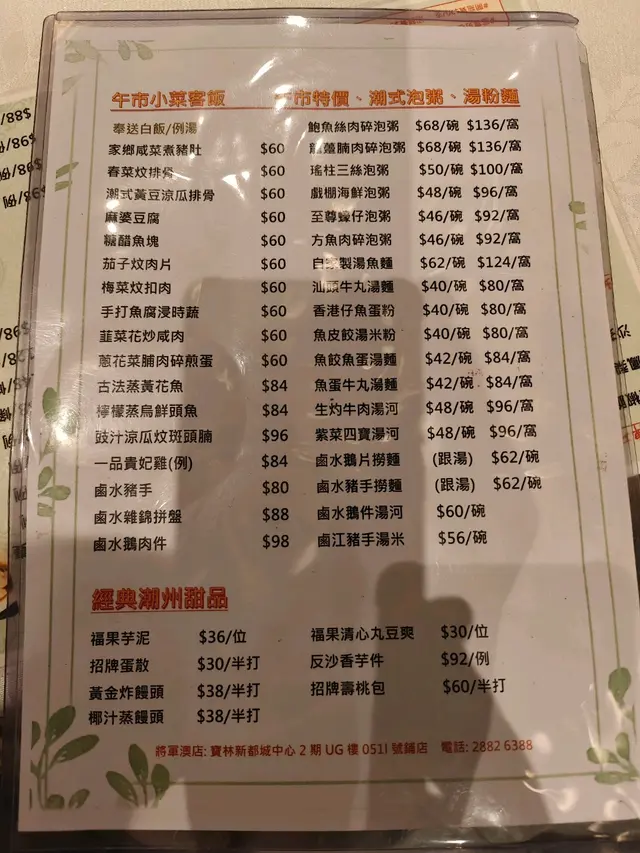 午市小菜客飯
奉送白飯/例湯
家鄉咸菜煮豬肚 $60
春菜炆排骨 $60
潮式黃豆涼瓜排骨 $60
麻婆豆腐 $60
糖醋魚塊 $60
茄子炆肉片 $60
梅菜炆扣肉 $60
手打魚腐浸時蔬 $60
韮菜花炒咸肉 $60
蔥花菜脯肉碎煎蛋 $60
古法蒸黃花魚 $84
檸檬蒸烏鮮頭魚 $84
豉汁涼瓜炆斑頭腩 $96
一品貴妃雞(例) $84
鹵水豬手 $80
鹵水雜錦拼盤 $88
鹵水鵝肉件 $98
市特價、潮式泡粥、湯粉麵
鮑魚絲肉碎泡粥 $68/碗 $136/窩
腩肉碎泡粥 $68/碗 $136/窩
瑤柱三絲泡粥 $50/碗 $100/窩
戲棚海鮮泡粥 $48/碗 $96/窩
至尊蠔仔泡粥 $46/碗 $92/窩
方魚肉碎泡粥 $46/碗 $92/窩
自家製湯魚麵 $62/碗 $124/窩
汕頭牛丸湯麵 $40/碗 $80/窩
香港仔魚蛋粉 $40/碗 $80/窩
魚皮餃湯米粉 $40/碗 $80/窩
魚餃魚蛋湯麵 $42/碗 $84/窩
魚蛋牛丸湯麵 $42/碗 $84/窩
生灼牛肉湯河 $48/碗 $96/窩
紫菜四寶湯河 $48/碗 $96/窩
鹵水鵝片撈麵 (跟湯) $62/碗
鹵水豬手撈麵 (跟湯) $62/碗
鹵水鵝件湯河 $60/碗
鹵江豬手湯米 $56/碗
經典潮州甜品
福果芋泥 $36/位
招牌蛋散 $30/半打
黃金炸饅頭 $38/半打
椰汁蒸饅頭 $38/半打
福果清心丸豆爽 $30/位
反沙香芋件 $92/例
招牌壽桃包 $60/半打
將軍澳店: 寶林新都城中心 2 期 UG 樓 051I 號鋪店 電話: 2882 6388